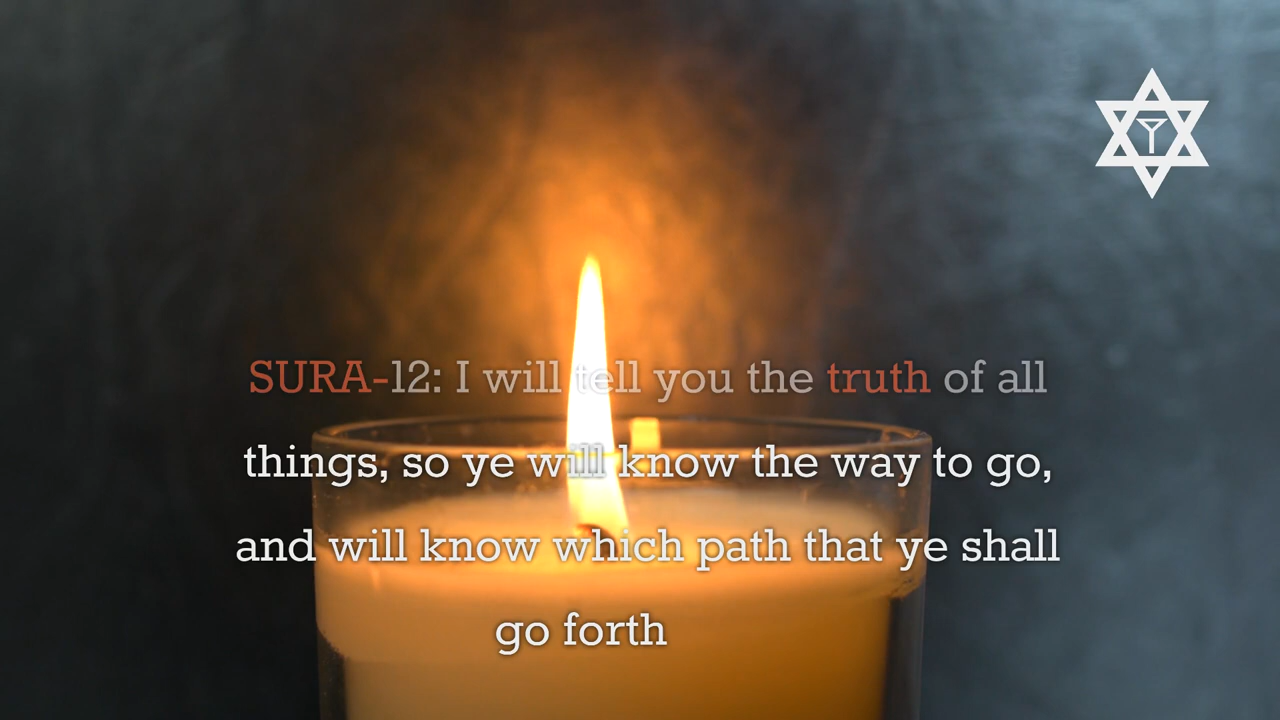 SURA-12: I will tell you the truth of all
things, so ye will know the way to go,
and will know which path that ye shall
go forth